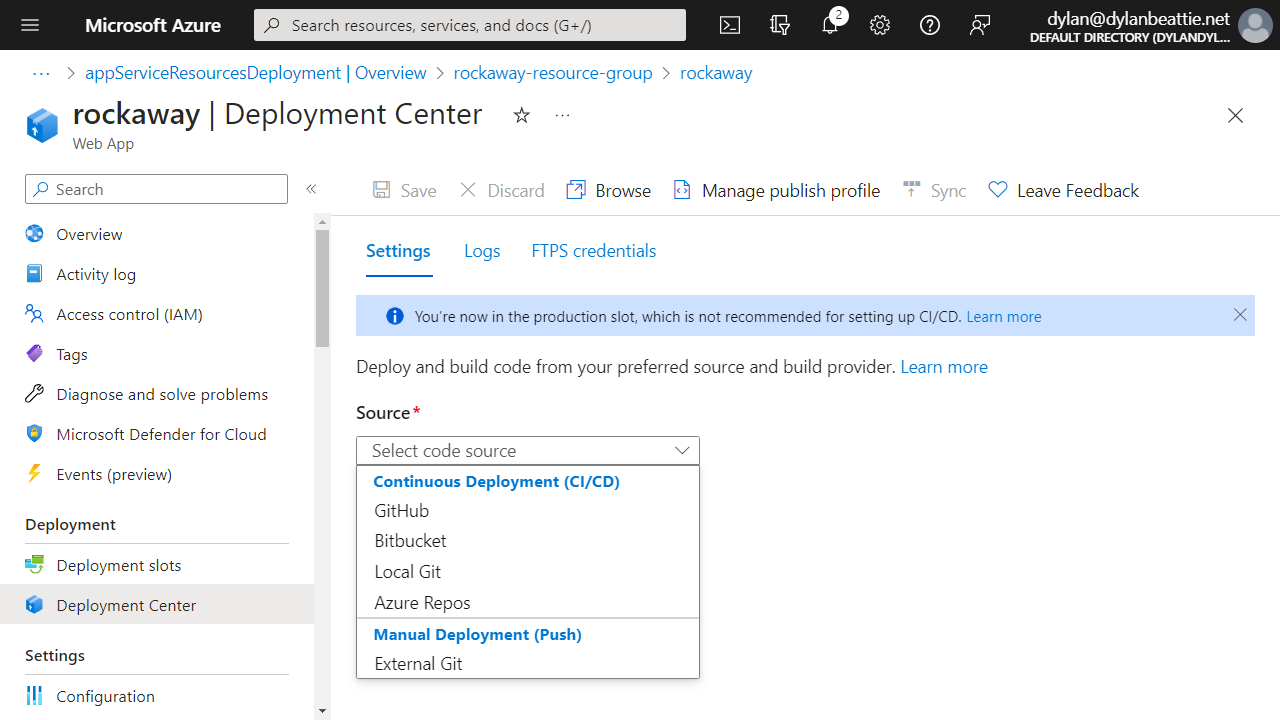 Microsoft Azure
Search resources, services, and docs (G+/)
2
dylan@dylanbeattie.net
DEFAULT DIRECTORY (DYLANDYL...
... > appServiceResourcesDeployment | Overview > rockaway-resource-group > rockaway
rockaway | Deployment Center
...
Web App
Search
«
Overview
Activity log
Access control (IAM)
Tags
Diagnose and solve problems
Microsoft Defender for Cloud
Events (preview)
Deployment
Deployment slots
Deployment Center
Settings
Configuration
Save
Discard
Browse
Manage publish profile
Sync
Leave Feedback
Settings
Logs
FTPS credentials
You're now in the production slot, which is not recommended for setting up CI/CD. Learn more
Deploy and build code from your preferred source and build provider. Learn more
Source*
Select code source
Continuous Deployment (CI/CD)
GitHub
Bitbucket
Local Git
Azure Repos
Manual Deployment (Push)
External Git